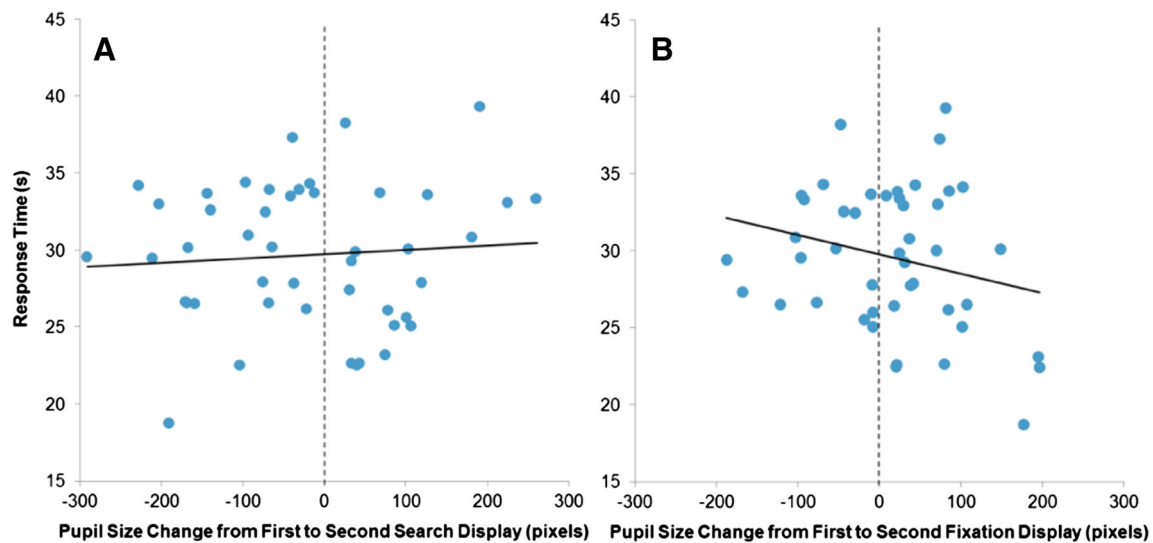 A
B
Response Time (s)
45
40
35
30
25
20
15
-300 -200 -100 0 100 200 300
Pupil Size Change from First to Second Search Display (pixels)
45
40
35
30
25
20
15
-300 -200 -100 0 100 200 300
Pupil Size Change from First to Second Fixation Display (pixels)